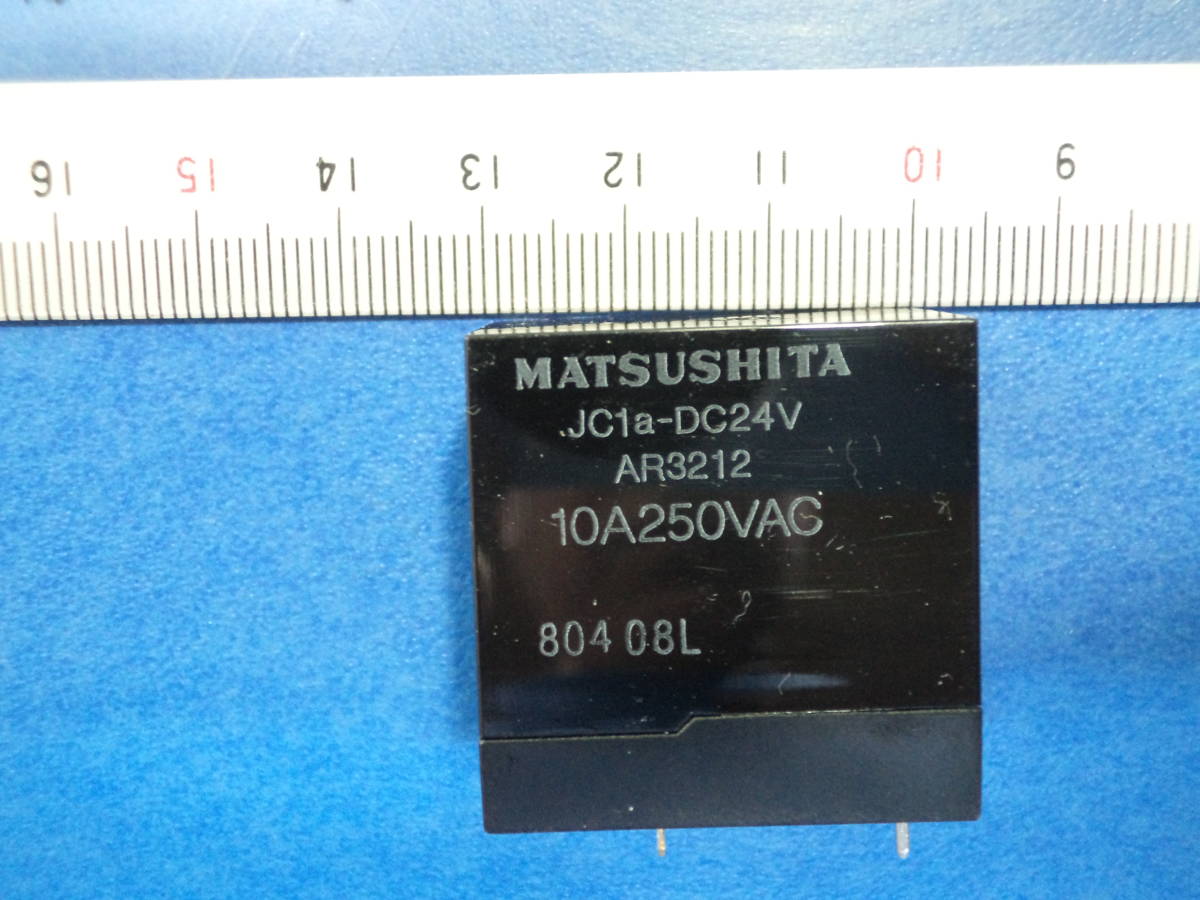 16 15 14 13 12 11 10 9
MATSUSHITA
JC1a-DC24V
AR3212
10A250VAC
804 08L